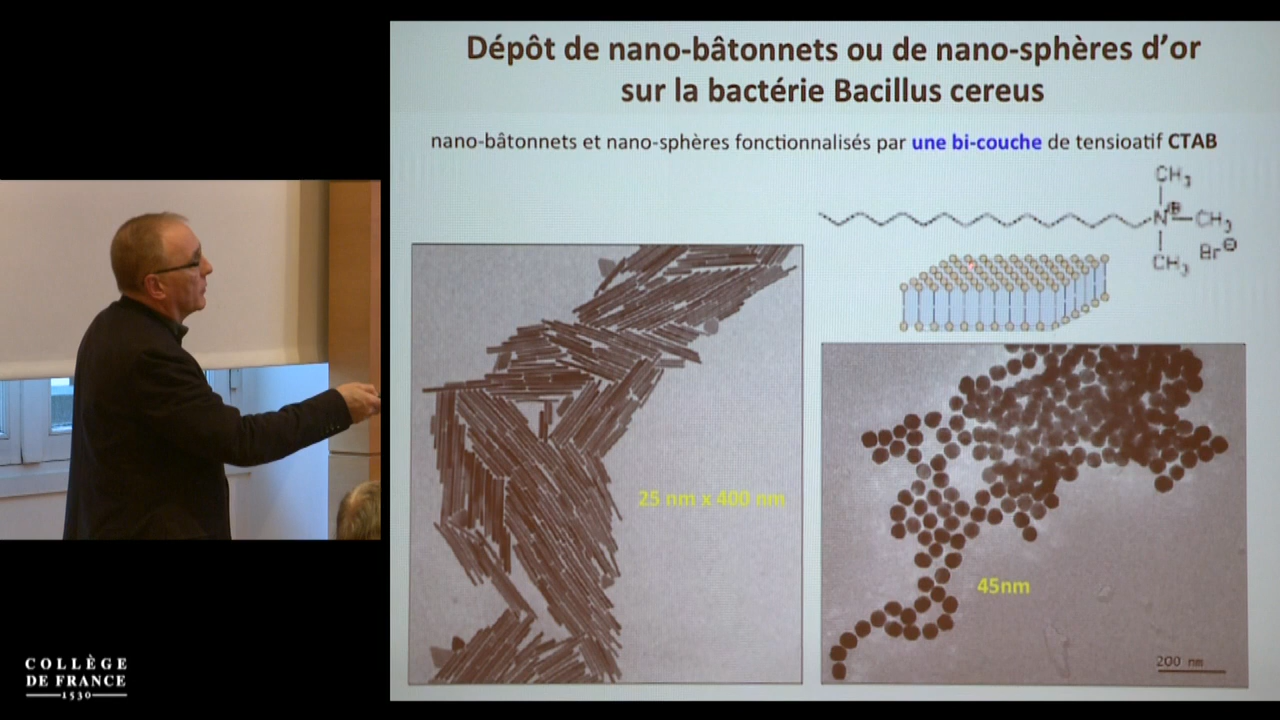 Dépôt de nano-bâtonnets ou de nano-sphères d'or
sur la bactérie Bacillus cereus
nano-bâtonnets et nano-sphères fonctionnalisés par une bi-couche de tensioatif CTAB
CH3
N⊕—CH3
CH3
Br⊖
25 nm x 400 nm
45nm
200 nm
COLLÈGE
DE FRANCE
1530